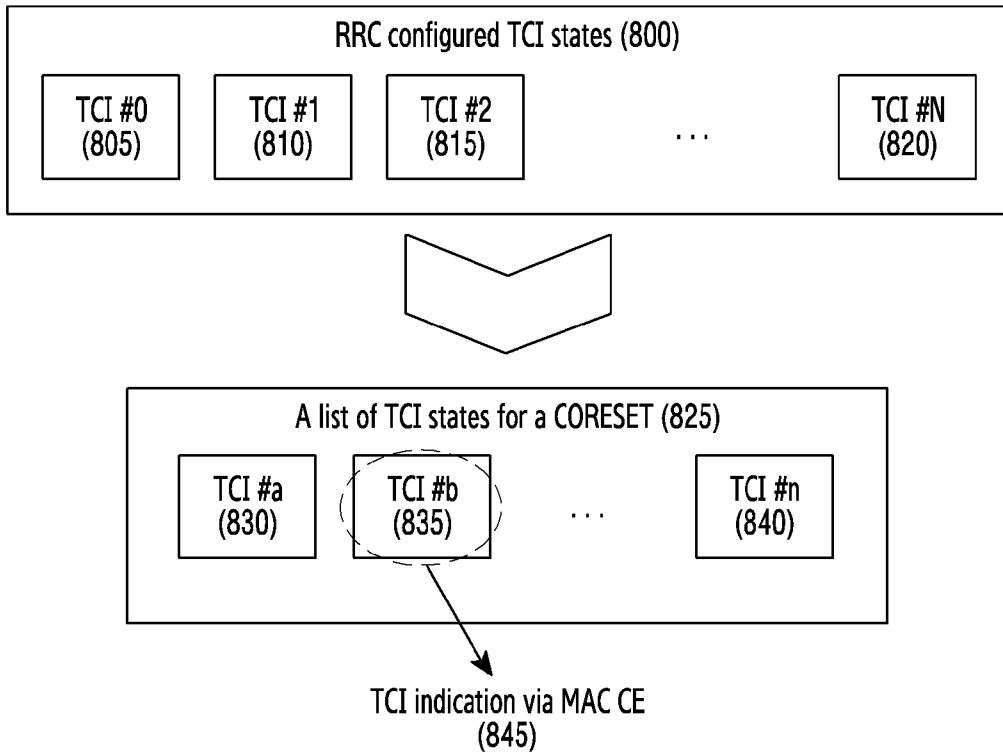 RRC configured TCI states (800)
TCI #0
(805)
TCI #1
(810)
TCI #2
(815)
. . .
TCI #N
(820)
A list of TCI states for a CORESET (825)
TCI #a
(830)
TCI #b
(835)
. . .
TCI #n
(840)
TCI indication via MAC CE
(845)